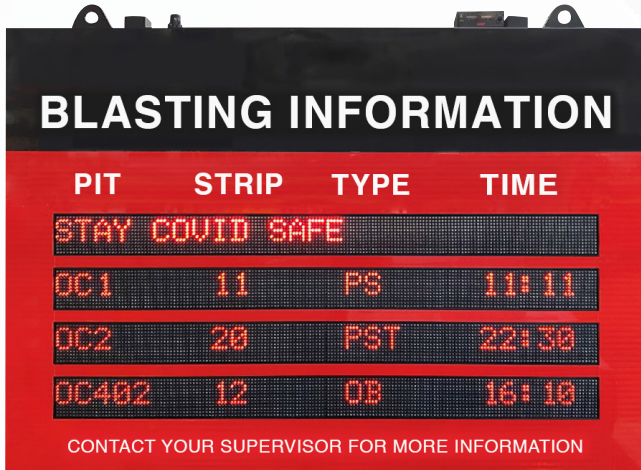 BLASTING INFORMATION
PIT STRIP TYPE TIME
STAY COVID SAFE
OC1 11 PS 11:11
OC2 20 PST 22:30
OC402 12 OB 16:10
CONTACT YOUR SUPERVISOR FOR MORE INFORMATION